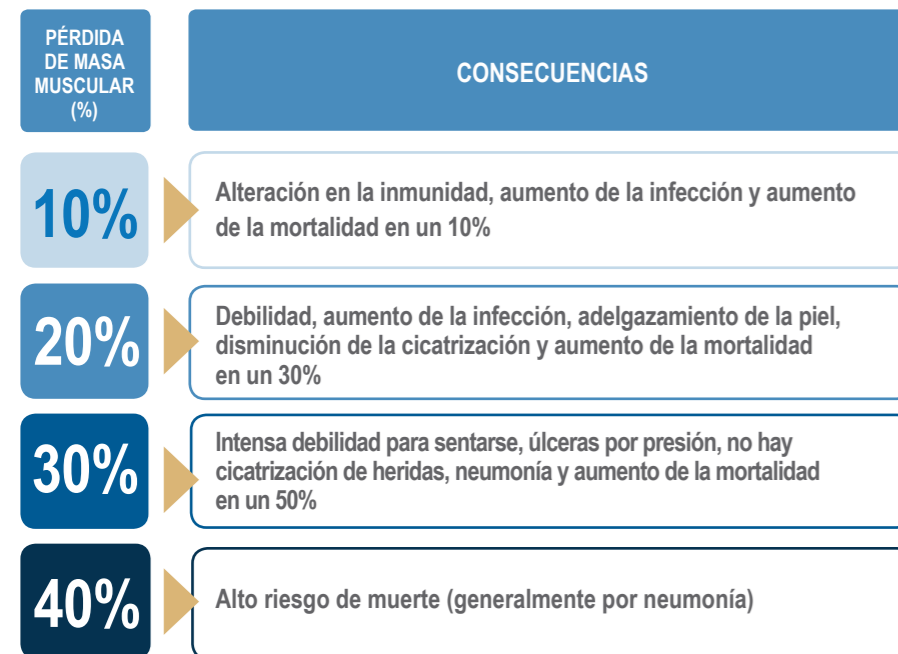 PÉRDIDA
DE MASA
MUSCULAR
(%)
CONSECUENCIAS
10%
Alteración en la inmunidad, aumento de la infección y aumento
de la mortalidad en un 10%
20%
Debilidad, aumento de la infección, adelgazamiento de la piel,
disminución de la cicatrización y aumento de la mortalidad
en un 30%
30%
Intensa debilidad para sentarse, úlceras por presión, no hay
cicatrización de heridas, neumonía y aumento de la mortalidad
en un 50%
40%
Alto riesgo de muerte (generalmente por neumonía)